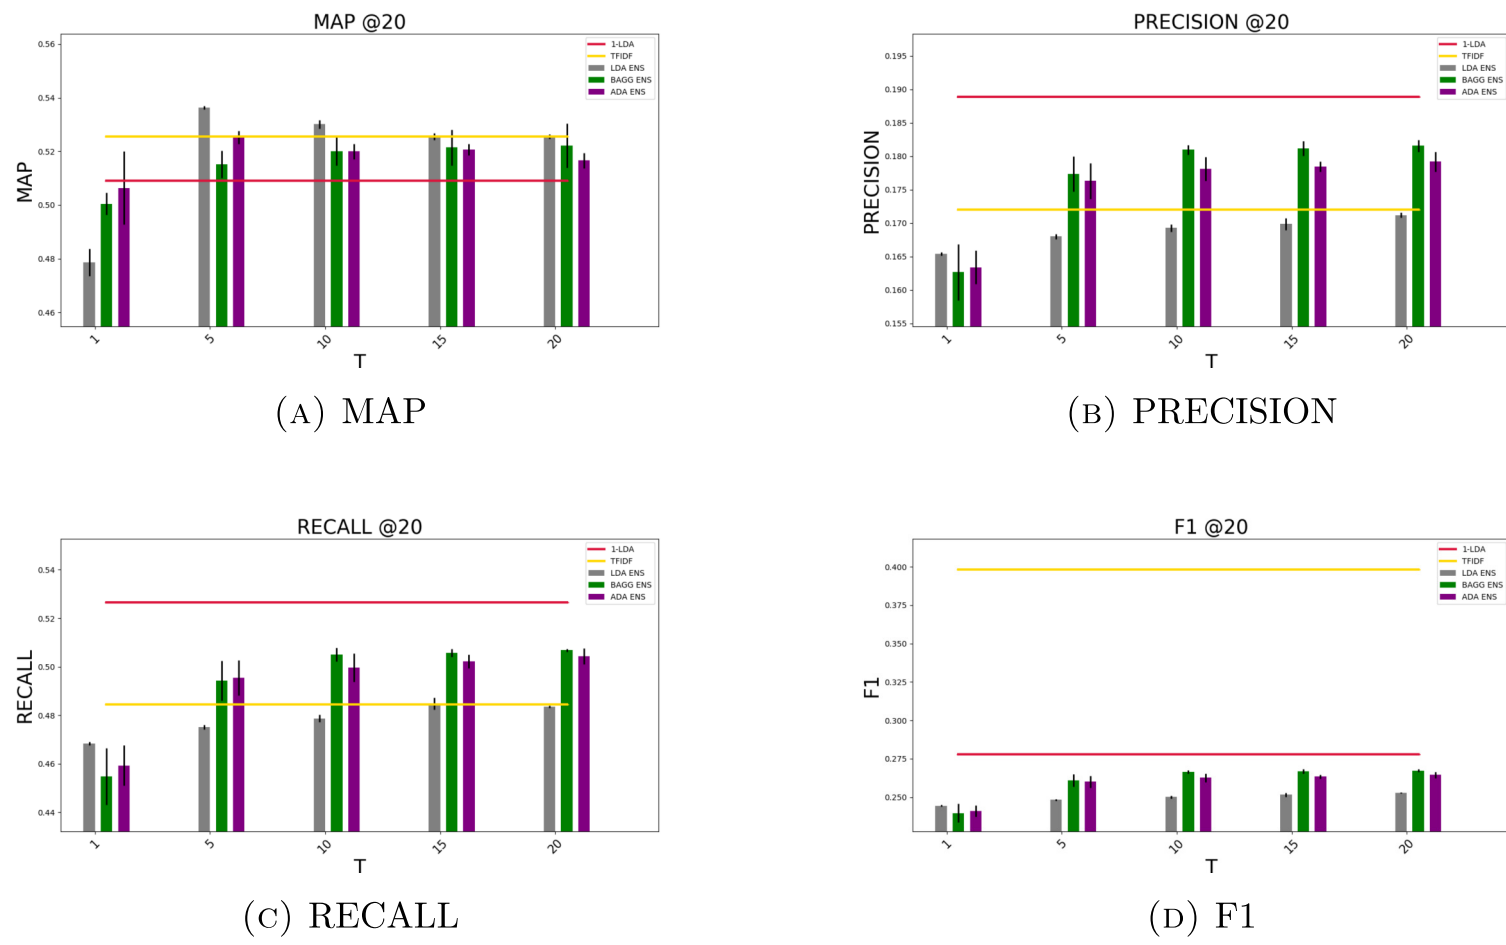 MAP @20
0.56
0.54
0.52
0.50
0.48
0.46
MAP
1
5
10
15
20
T
1-LDA
TFIDF
LDA ENS
BAGG ENS
ADA ENS
(A) MAP
PRECISION @20
0.195
0.190
0.185
0.180
0.175
0.170
0.165
0.160
0.155
PRECISION
1
5
10
15
20
T
1-LDA
TFIDF
LDA ENS
BAGG ENS
ADA ENS
(B) PRECISION
RECALL @20
0.54
0.52
0.50
0.48
0.46
0.44
RECALL
1
5
10
15
20
T
1-LDA
TFIDF
LDA ENS
BAGG ENS
ADA ENS
(C) RECALL
F1 @20
0.400
0.375
0.350
0.325
0.300
0.275
0.250
F1
1
5
10
15
20
T
1-LDA
TFIDF
LDA ENS
BAGG ENS
ADA ENS
(D) F1